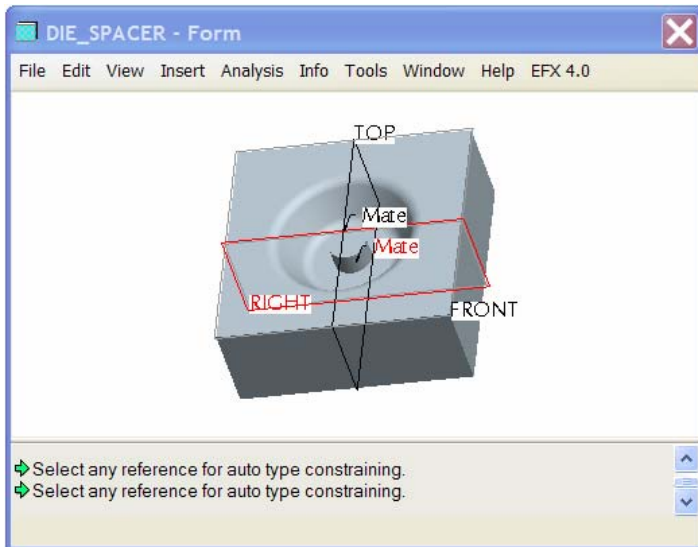 DIE_SPACER - Form
File Edit View Insert Analysis Info Tools Window Help EFX 4.0
TOP
Mate
Mate
RIGHT
FRONT
Select any reference for auto type constraining.
Select any reference for auto type constraining.